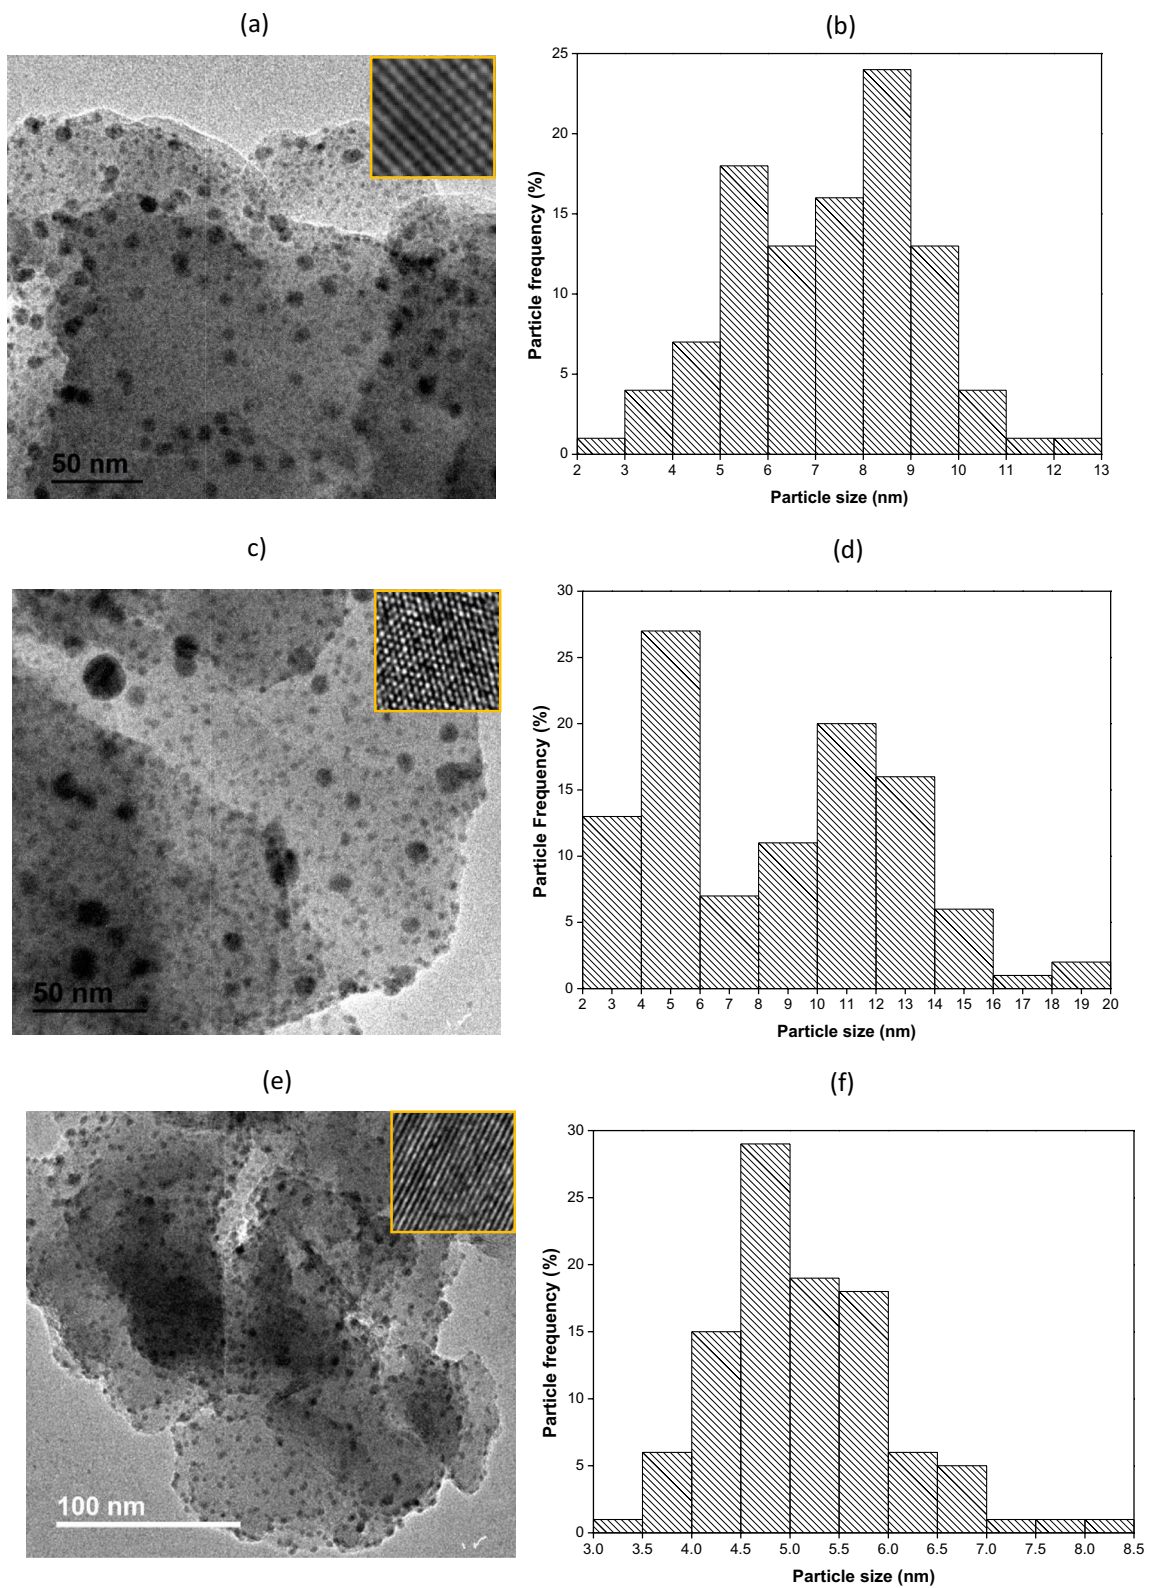 (a)
(b)
50 nm
25
20
15
10
5
0
Particle frequency (%)
2 3 4 5 6 7 8 9 10 11 12 13
Particle size (nm)
c)
(d)
50 nm
30
25
20
15
10
5
0
Particle Frequency (%)
2 3 4 5 6 7 8 9 10 11 12 13 14 15 16 17 18 19 20
Particle size (nm)
(e)
(f)
100 nm
30
25
20
15
10
5
0
Particle frequency (%)
3.0 3.5 4.0 4.5 5.0 5.5 6.0 6.5 7.0 7.5 8.0 8.5
Particle size (nm)